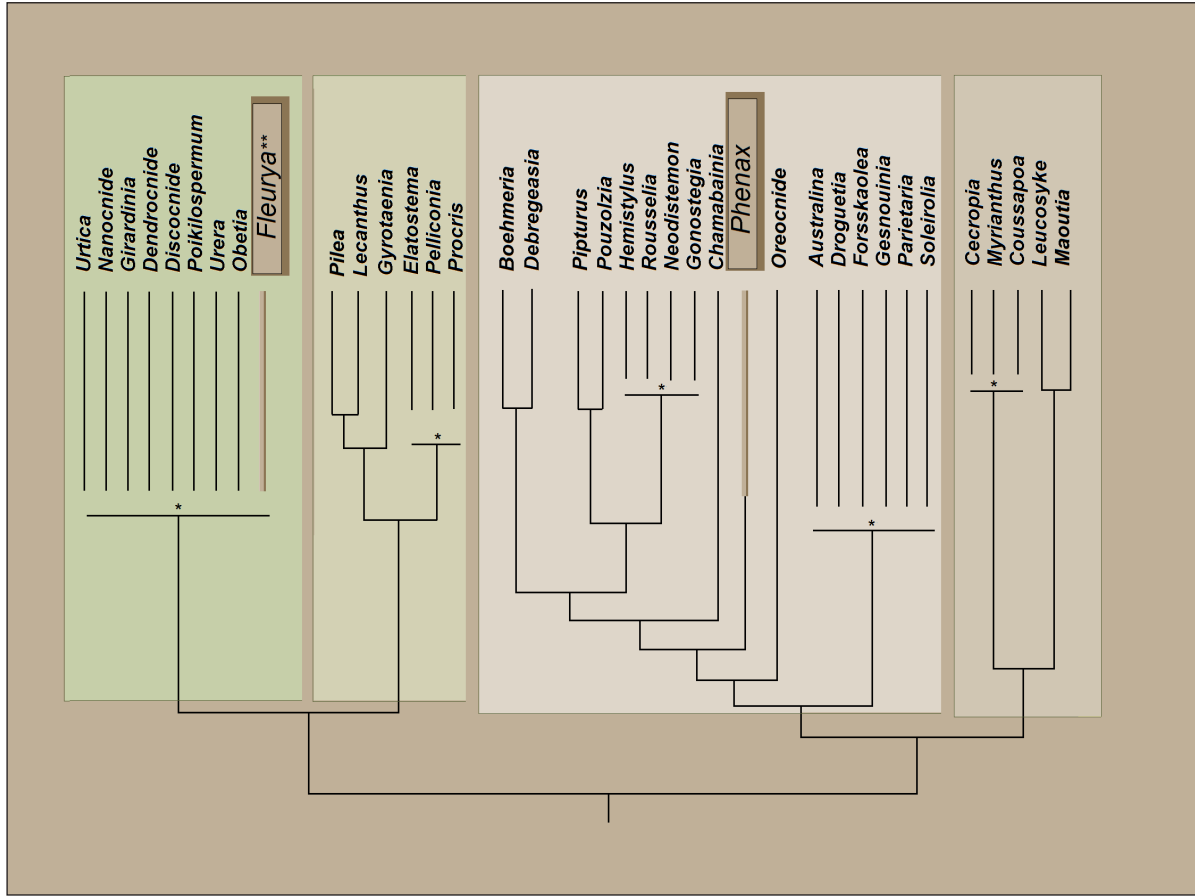 Urtica
Nanocnide
Girardinia
Dendrocnide
Discocnide
Poikilospermum
Urera
Obetia
Fleurya**
Pilea
Lecanthus
Gyrotaenia
Elatostema
Pelliconia
Procris
Boehmeria
Debregeasia
Pipturus
Pouzolzia
Hemistylus
Rousselia
Neodistemon
Gonostegia
Chamabainia
Phenax
Oreocnide
Australina
Droguetia
Forsskaolea
Gesnouinia
Parietaria
Soleirolia
Cecropia
Myrianthus
Coussapoa
Leucosyke
Maoutia
*
*
*
*
*